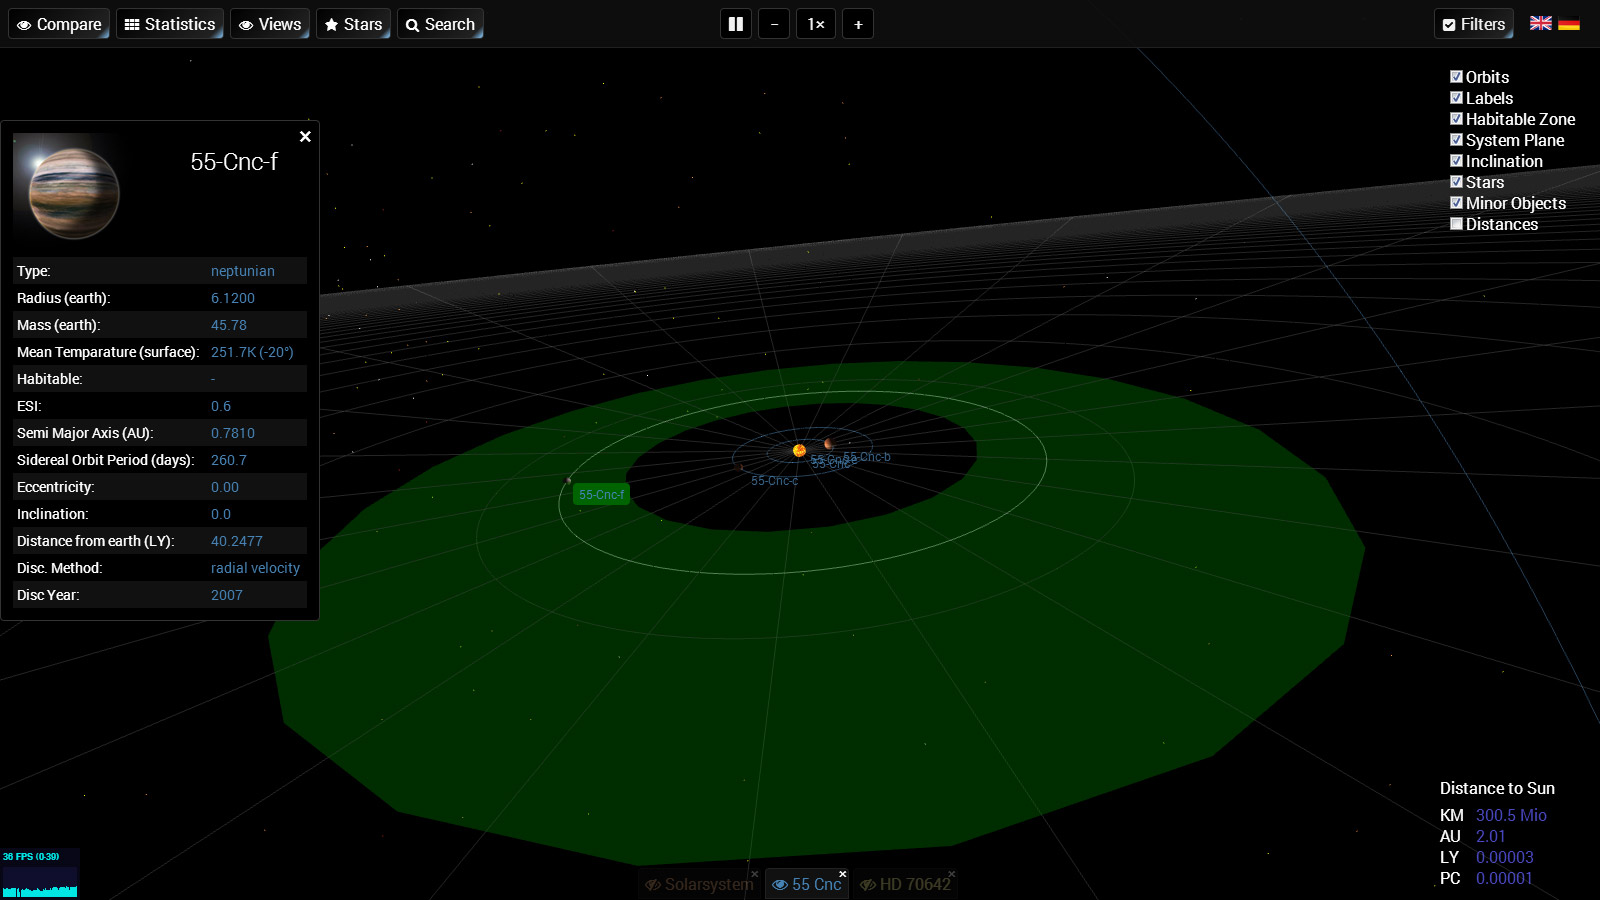 Compare Statistics Views Stars Search − 1× + Filters
Orbits
Labels
Habitable Zone
System Plane
Inclination
Stars
Minor Objects
Distances
55-Cnc-f
Type: neptunian
Radius (earth): 6.1200
Mass (earth): 45.78
Mean Temparature (surface): 251.7K (-20°)
Habitable: -
ESI: 0.6
Semi Major Axis (AU): 0.7810
Sidereal Orbit Period (days): 260.7
Eccentricity: 0.00
Inclination: 0.0
Distance from earth (LY): 40.2477
Disc. Method: radial velocity
Disc Year: 2007
55-Cnc-b
55-Cnc-c
55-Cnc-f
Distance to Sun
KM 300.5 Mio
AU 2.01
LY 0.00003
PC 0.00001
36 FPS (0-39)
Solarsystem 55 Cnc HD 70642